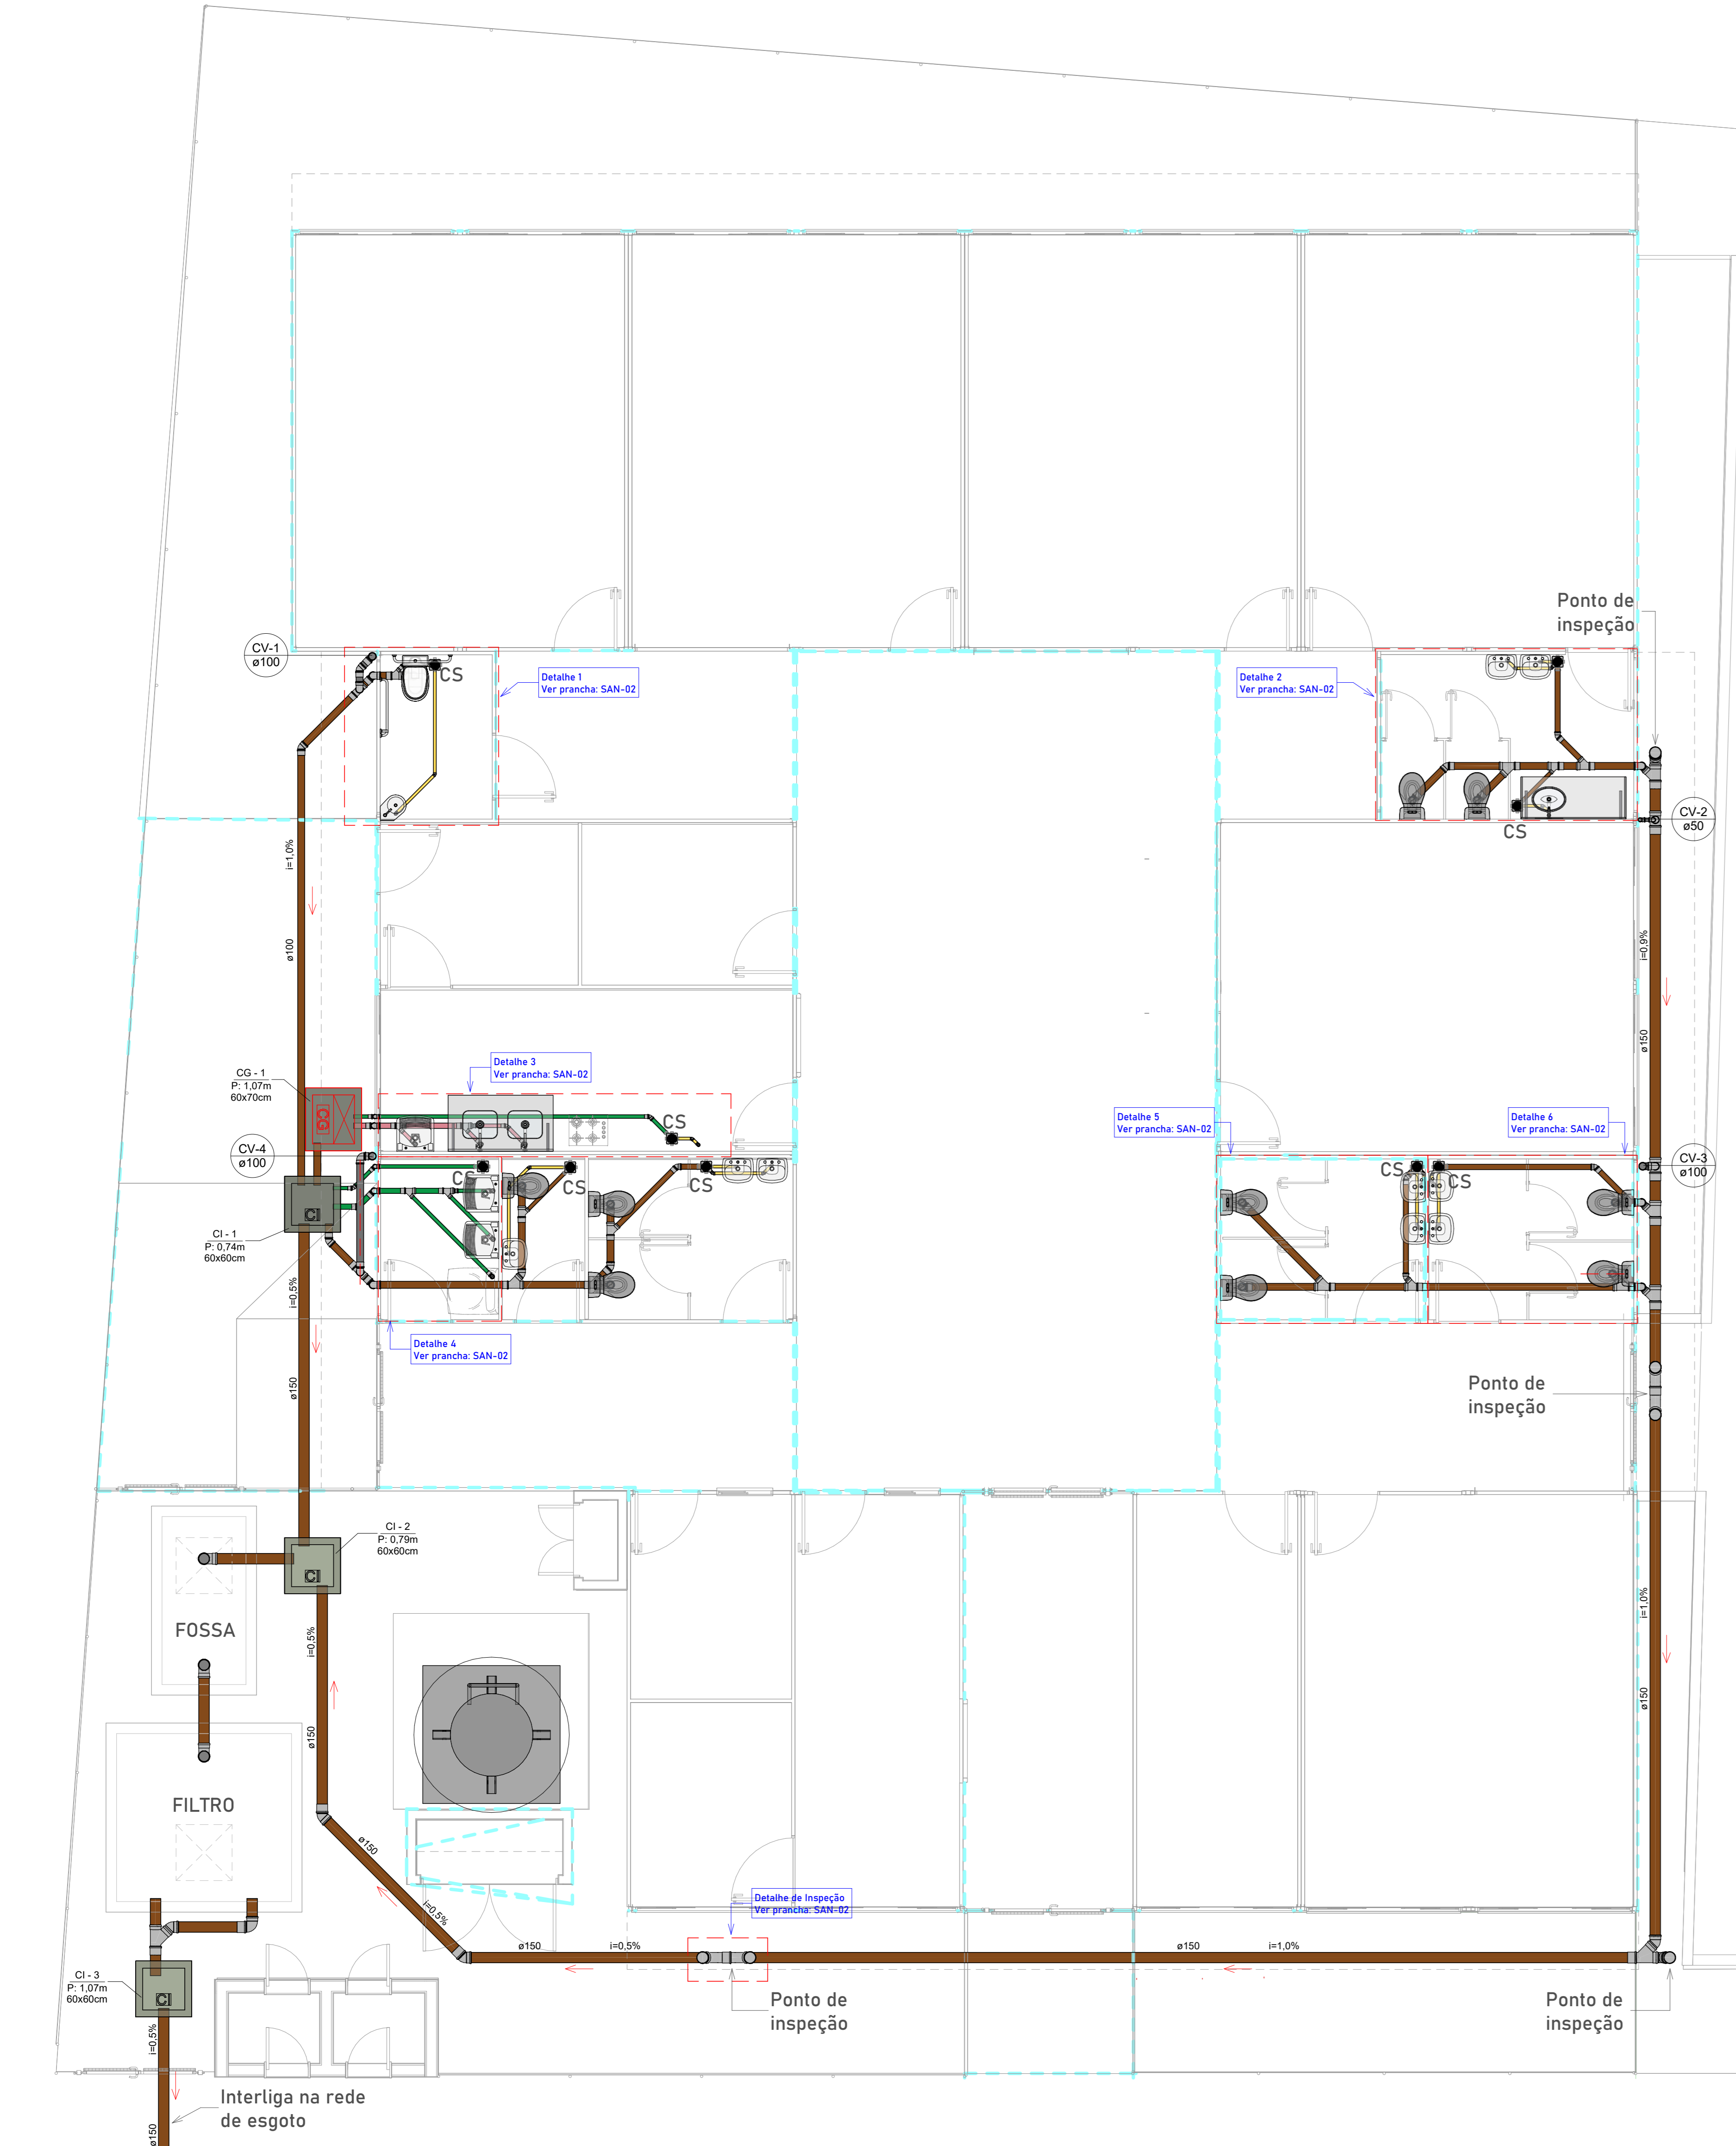 Ponto de
inspeção
CV-1
ø100
CS
Detalhe 1
Ver prancha: SAN-02
Detalhe 2
Ver prancha: SAN-02
CV-2
ø50
CS
i=1,0%
ø100
i=0,9%
ø150
Detalhe 3
Ver prancha: SAN-02
CG - 1
P: 1,07m
60x70cm
CG
CS
Detalhe 5
Ver prancha: SAN-02
Detalhe 6
Ver prancha: SAN-02
CV-4
ø100
CS
CS
CS
CS
CS
CV-3
ø100
CI
CI - 1
P: 0,74m
60x60cm
i=0,5%
ø150
Detalhe 4
Ver prancha: SAN-02
Ponto de
inspeção
CI - 2
P: 0,79m
60x60cm
CI
FOSSA
i=0,5%
ø150
i=1,0%
ø150
FILTRO
ø150
i=0,5%
Detalhe de Inspeção
Ver prancha: SAN-02
ø150
i=0,5%
ø150
i=1,0%
CI - 3
P: 1,07m
60x60cm
CI
Ponto de
inspeção
Ponto de
inspeção
i=0,5%
Interliga na rede
de esgoto
ø150